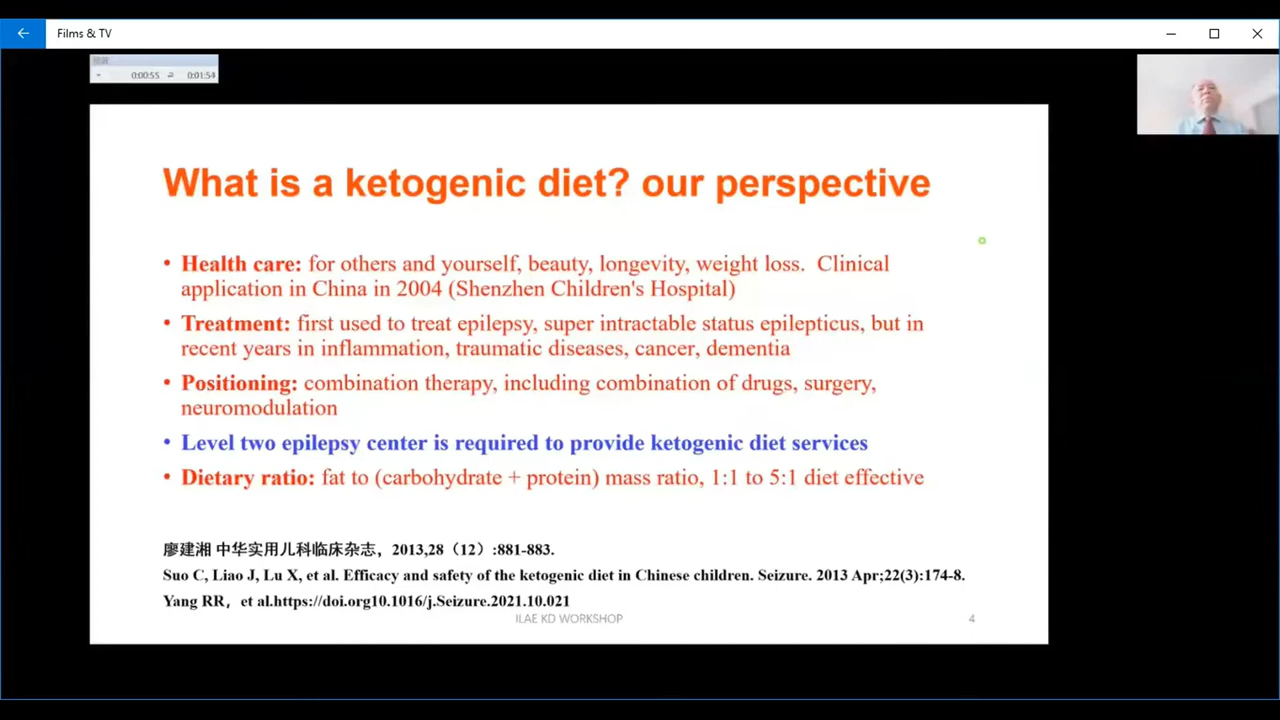 Films & TV
0:00:55
0:01:54
What is a ketogenic diet? our perspective
• Health care: for others and yourself, beauty, longevity, weight loss. Clinical
application in China in 2004 (Shenzhen Children's Hospital)
• Treatment: first used to treat epilepsy, super intractable status epilepticus, but in
recent years in inflammation, traumatic diseases, cancer, dementia
• Positioning: combination therapy, including combination of drugs, surgery,
neuromodulation
• Level two epilepsy center is required to provide ketogenic diet services
• Dietary ratio: fat to (carbohydrate + protein) mass ratio, 1:1 to 5:1 diet effective
廖建湘 中华实用儿科临床杂志，2013,28（12）:881-883.
Suo C, Liao J, Lu X, et al. Efficacy and safety of the ketogenic diet in Chinese children. Seizure. 2013 Apr;22(3):174-8.
Yang RR，et al.https://doi.org10.1016/j.Seizure.2021.10.021
ILAE KD WORKSHOP
4